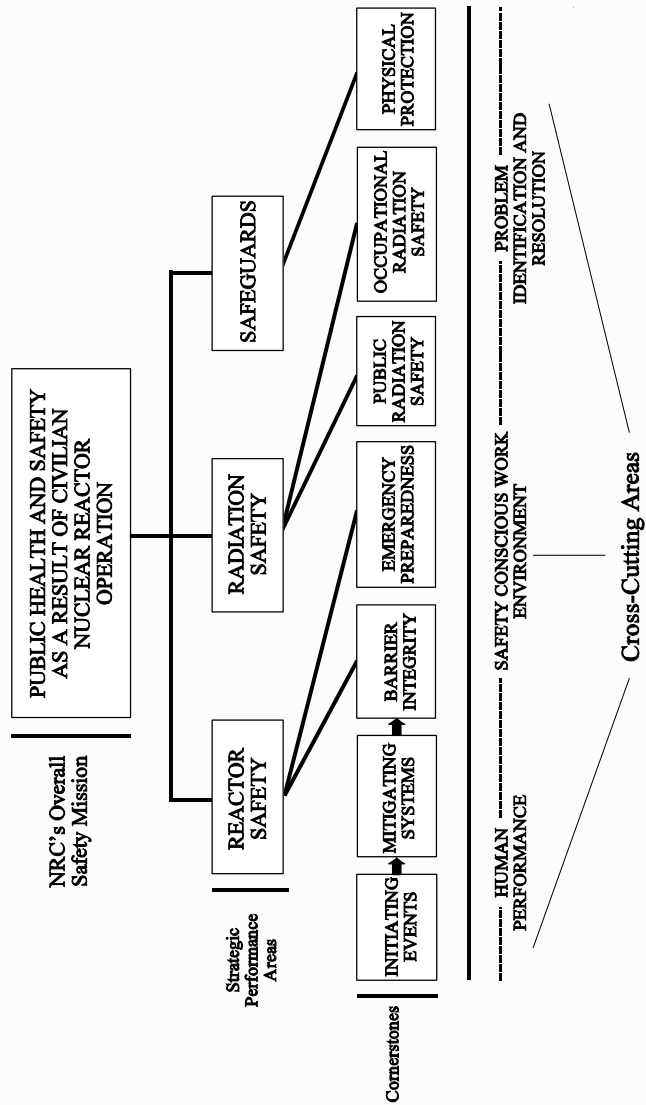 NRC's Overall
Safety Mission
PUBLIC HEALTH AND SAFETY
AS A RESULT OF CIVILIAN
NUCLEAR REACTOR
OPERATION
Strategic
Performance
Areas
REACTOR
SAFETY
RADIATION
SAFETY
SAFEGUARDS
Cornerstones
INITIATING
EVENTS
MITIGATING
SYSTEMS
BARRIER
INTEGRITY
EMERGENCY
PREPAREDNESS
PUBLIC
RADIATION
SAFETY
OCCUPATIONAL
RADIATION
SAFETY
PHYSICAL
PROTECTION
HUMAN
PERFORMANCE
SAFETY CONSCIOUS WORK
ENVIRONMENT
PROBLEM
IDENTIFICATION AND
RESOLUTION
Cross-Cutting Areas